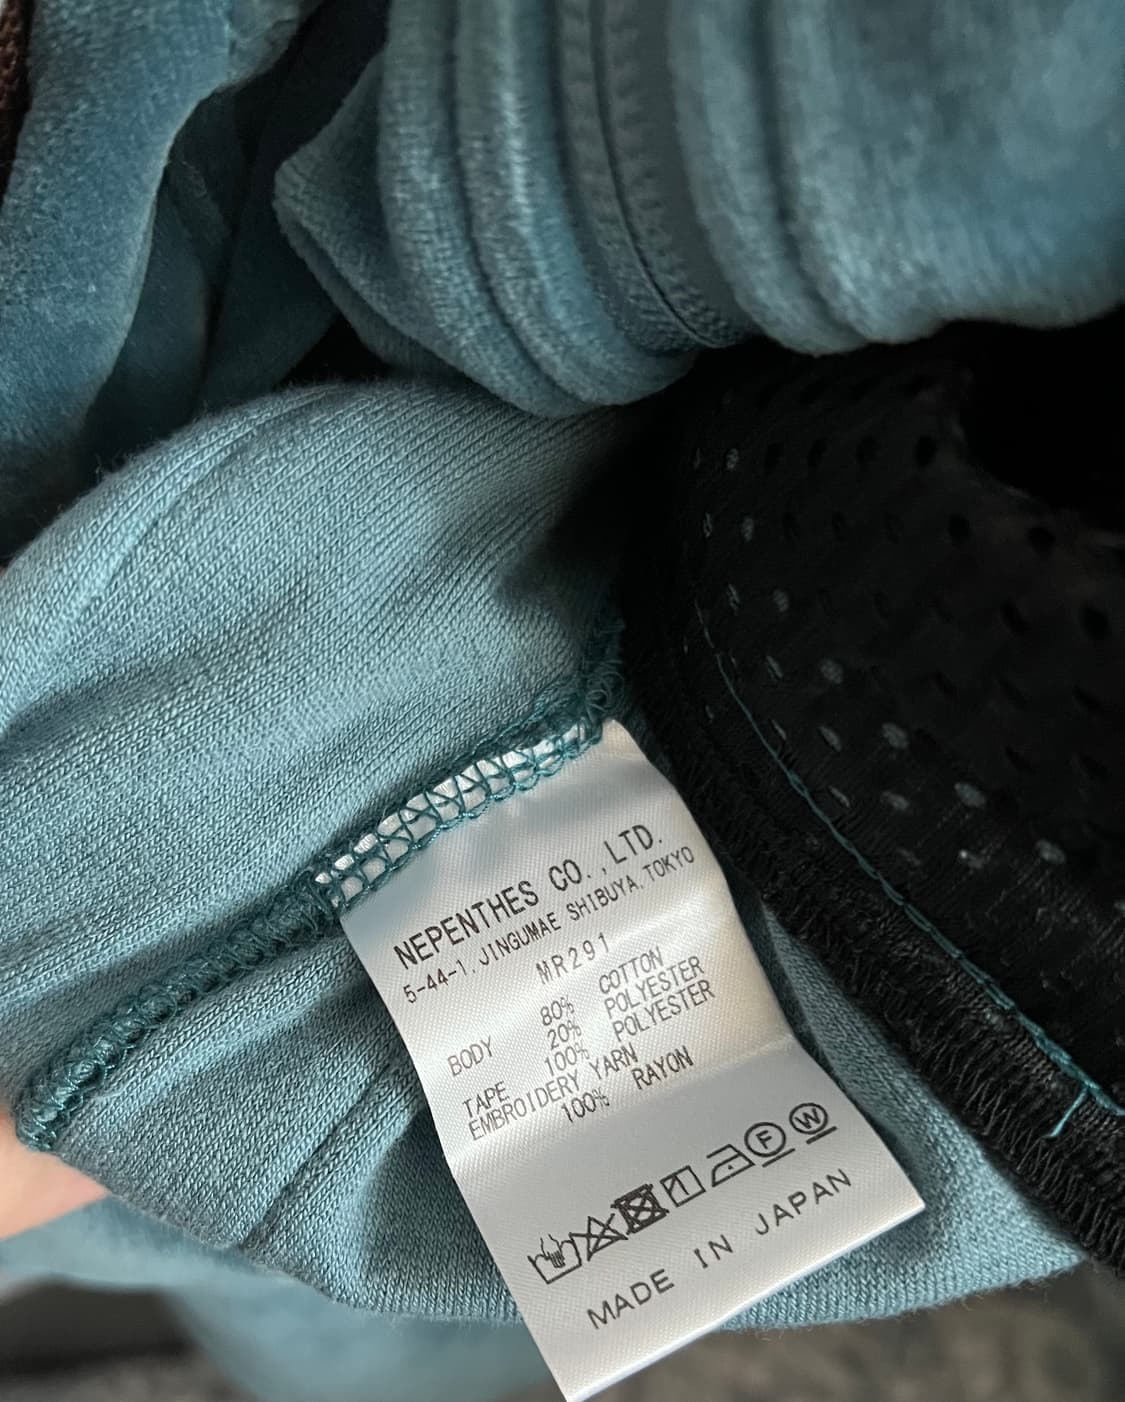 NEPENTHES CO.,LTD.
5-44-1, JINGUMAE SHIBUYA, TOKYO
MR291
BODY 80% COTTON
20% POLYESTER
TAPE 100% POLYESTER
EMBROIDERY YARN
100% RAYON
F W
MADE IN JAPAN